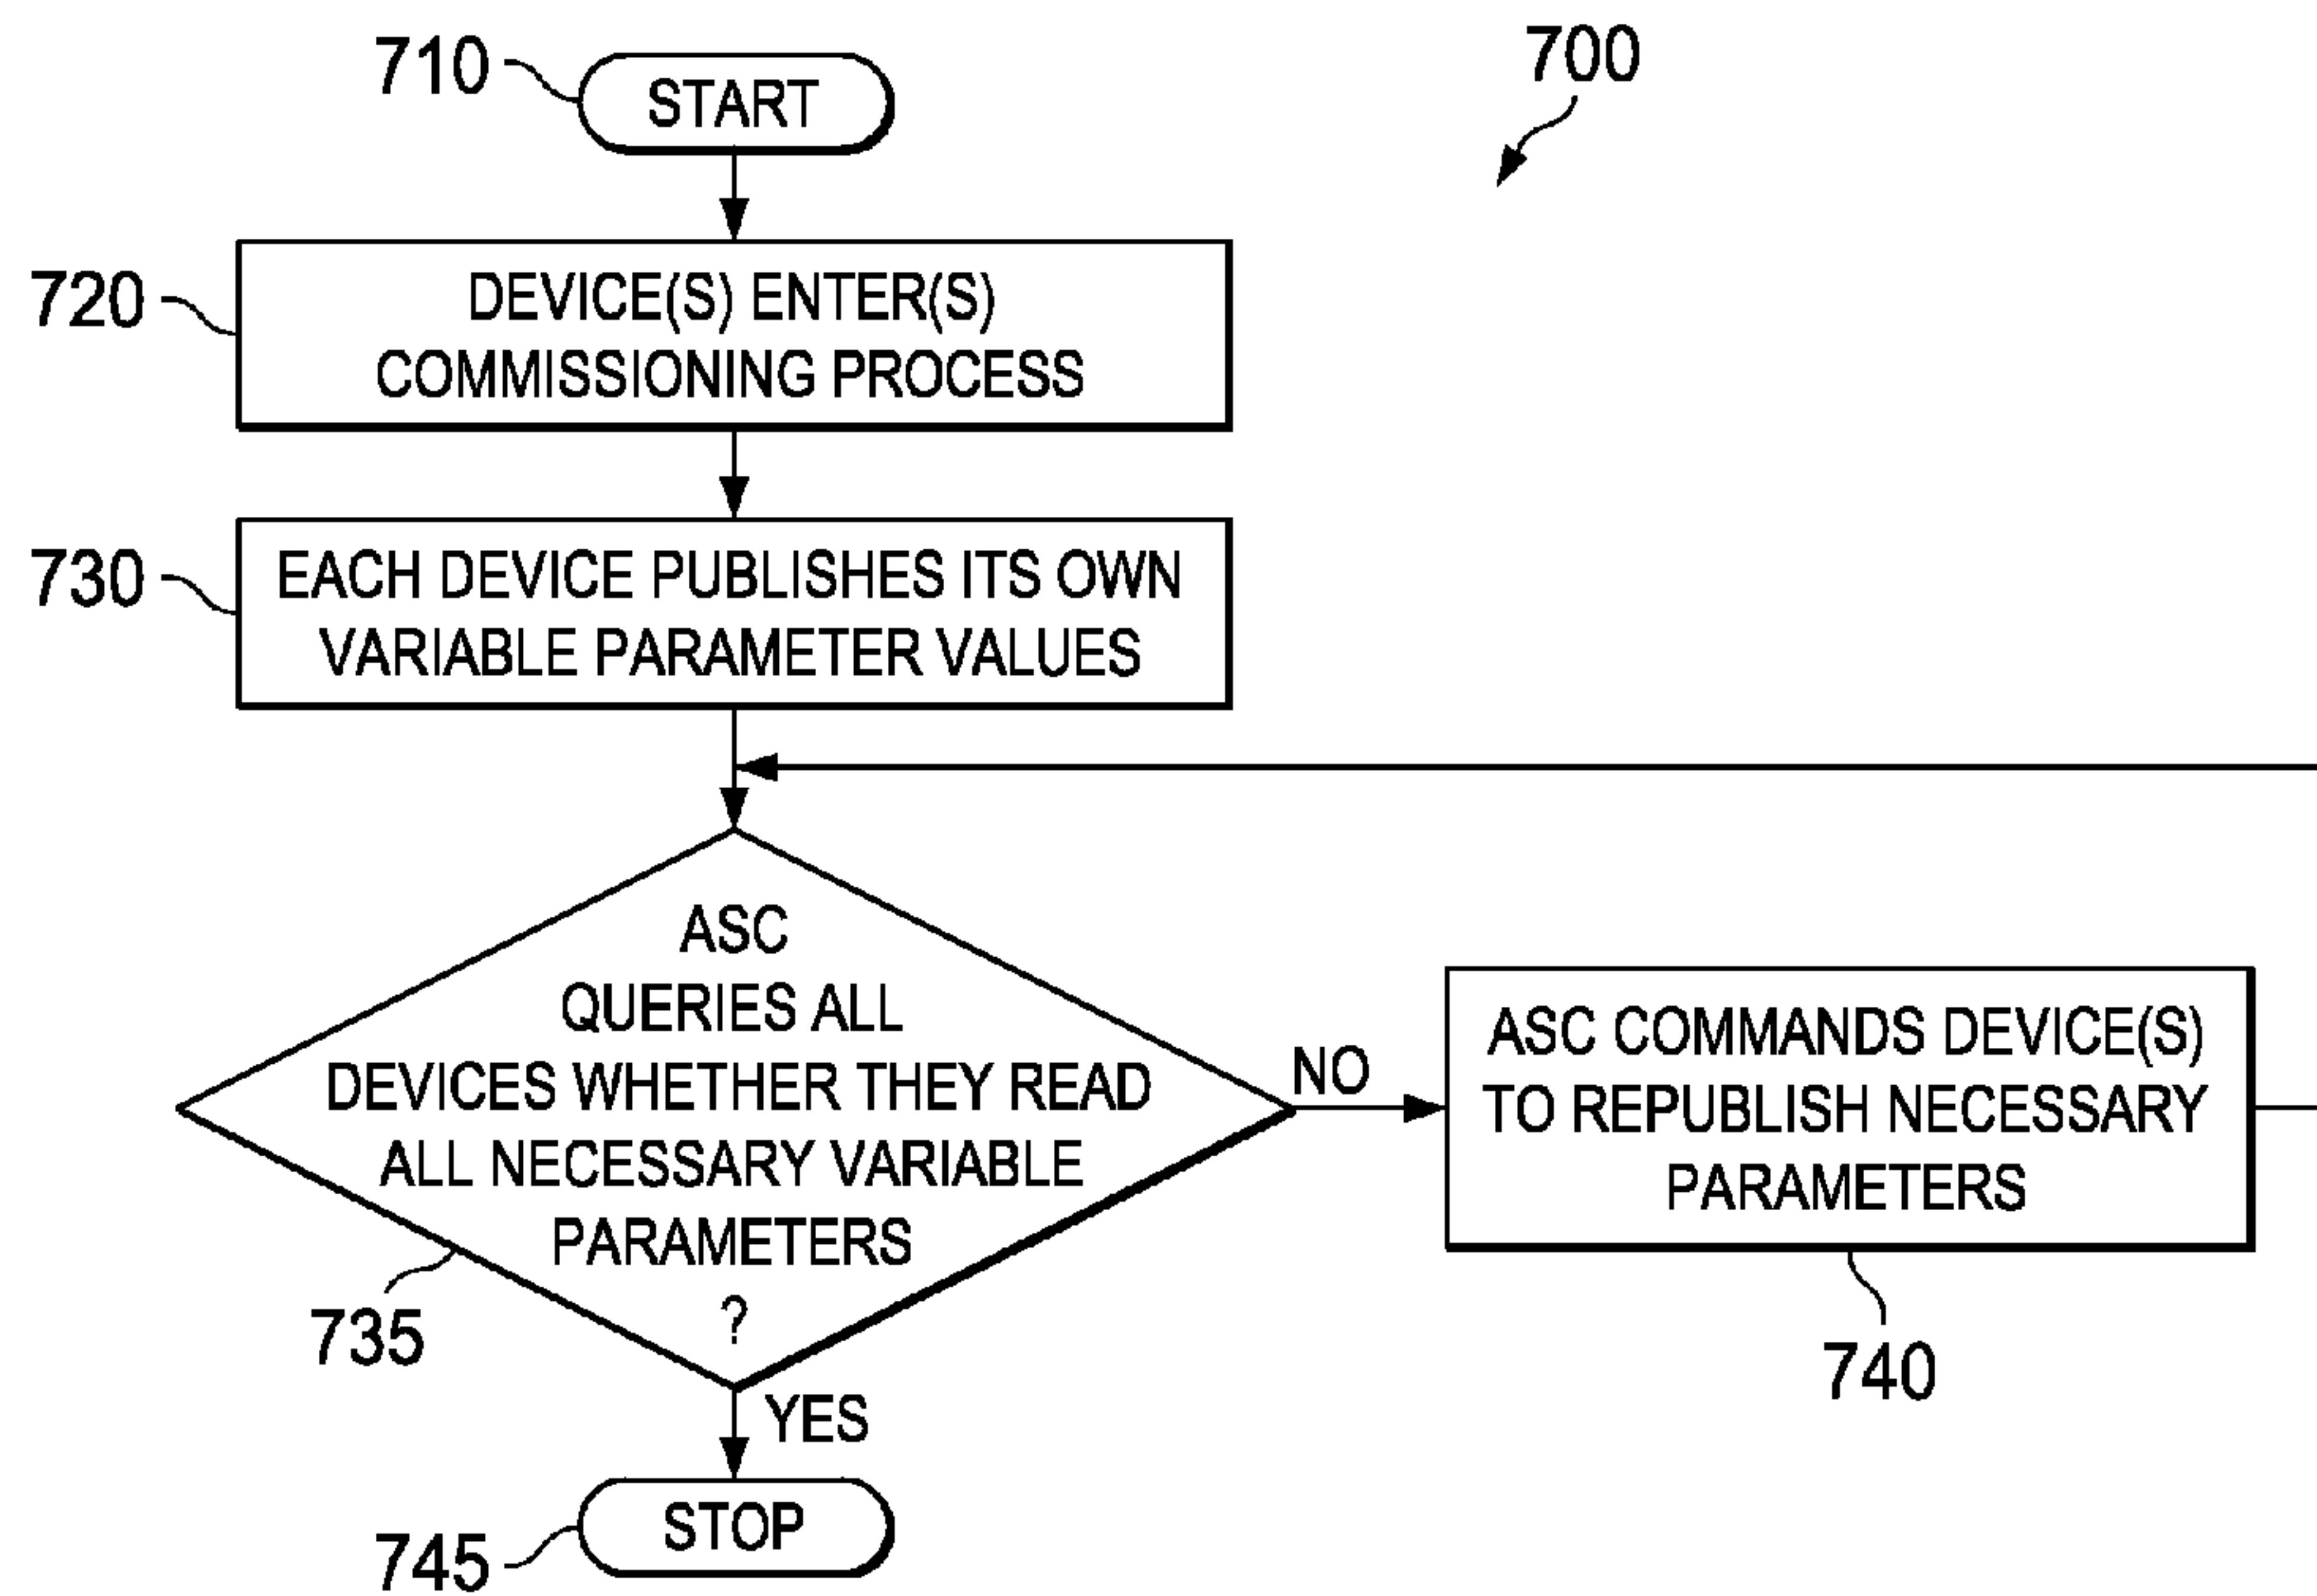 710
START
700
720
DEVICE(S) ENTER(S)
COMMISSIONING PROCESS
730
EACH DEVICE PUBLISHES ITS OWN
VARIABLE PARAMETER VALUES
ASC
QUERIES ALL
DEVICES WHETHER THEY READ
ALL NECESSARY VARIABLE
PARAMETERS
?
735
NO
ASC COMMANDS DEVICE(S)
TO REPUBLISH NECESSARY
PARAMETERS
740
YES
STOP
745